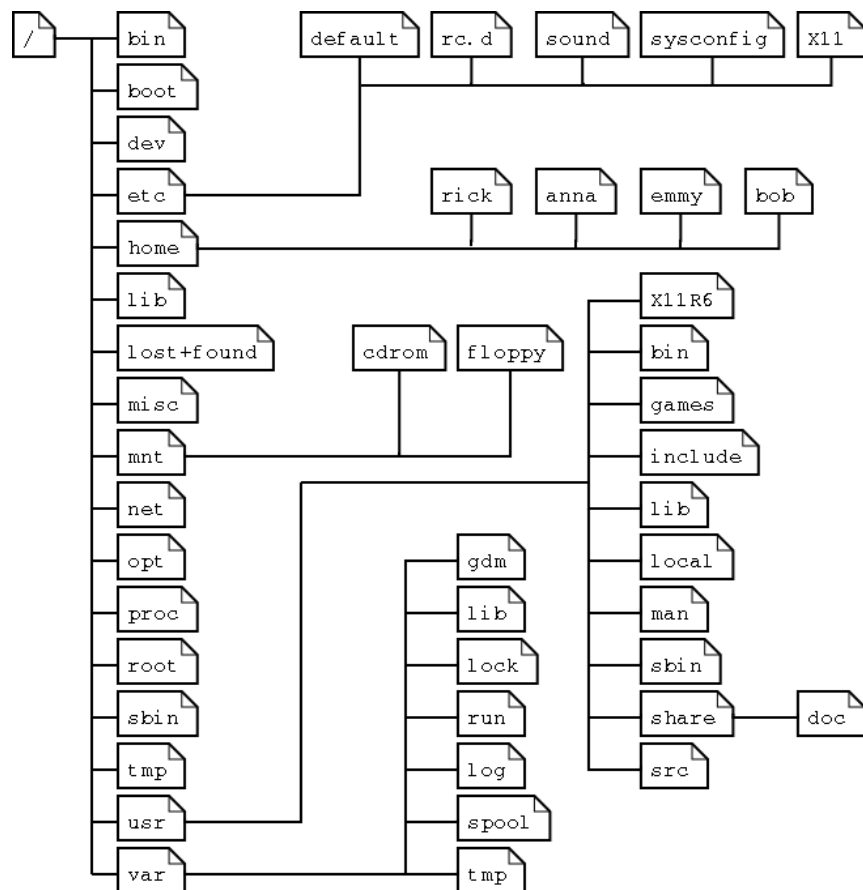 / bin default rc.d sound sysconfig X11
boot
dev
etc rick anna emmy bob
home
lib X11R6
lost+found cdrom floppy bin
misc games
mnt include
net lib
opt gdm local
proc lib man
root lock sbin
sbin run share doc
tmp log src
usr spool
var tmp